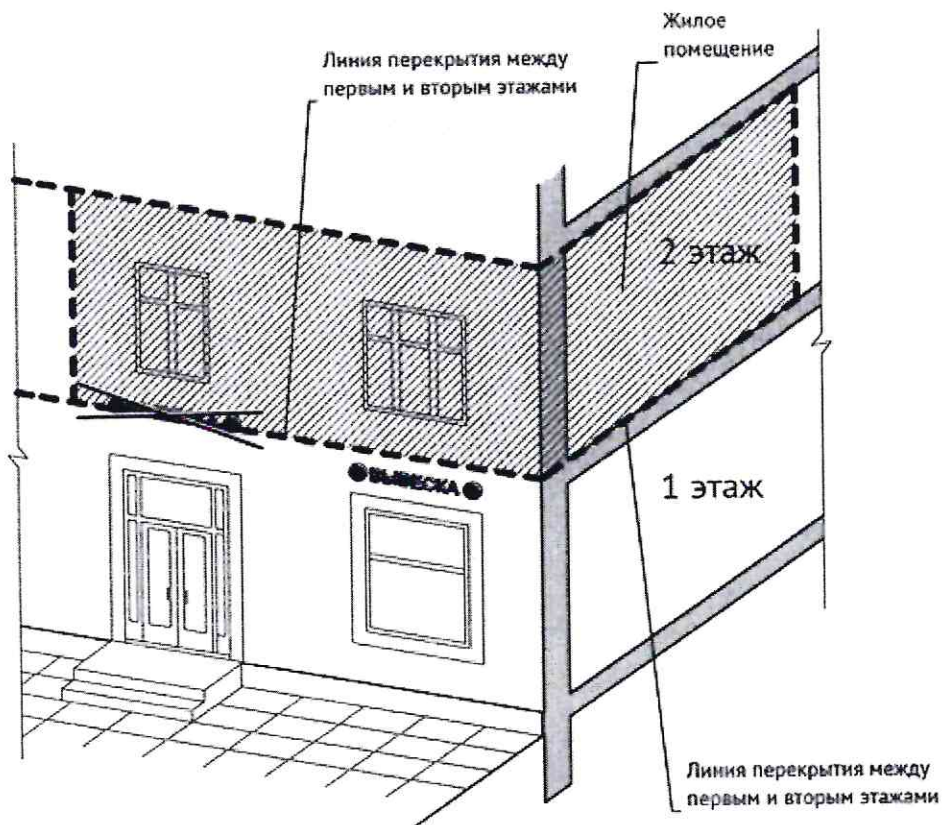 Жилое
помещение
Линия перекрытия между
первым и вторым этажами
2 этаж
ВЫВЕСКА
1 этаж
Линия перекрытия между
первым и вторым этажами